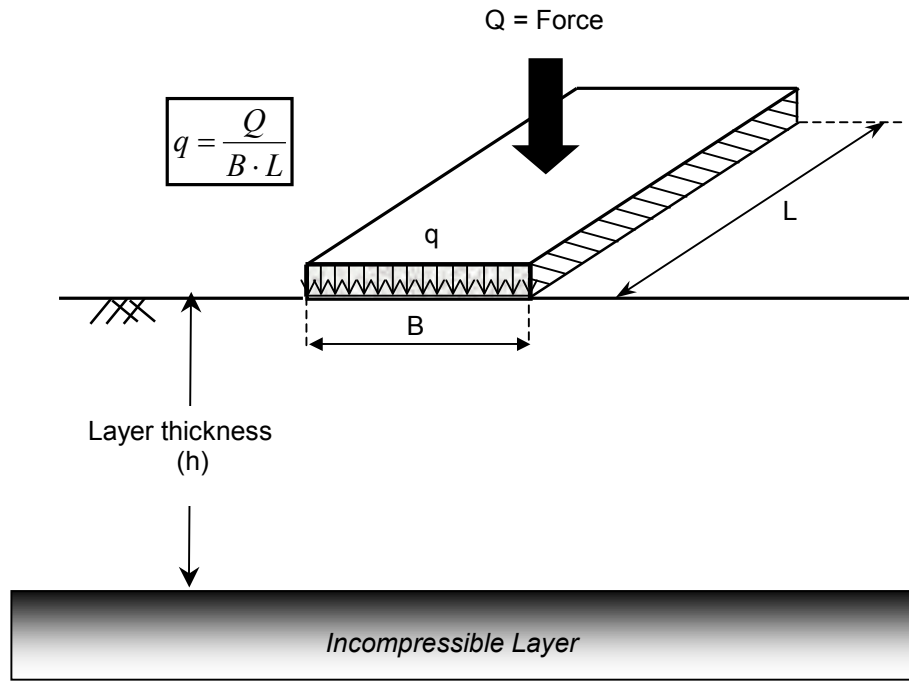 Q = Force
q = Q / B · L
L
q
B
Layer thickness
(h)
Incompressible Layer